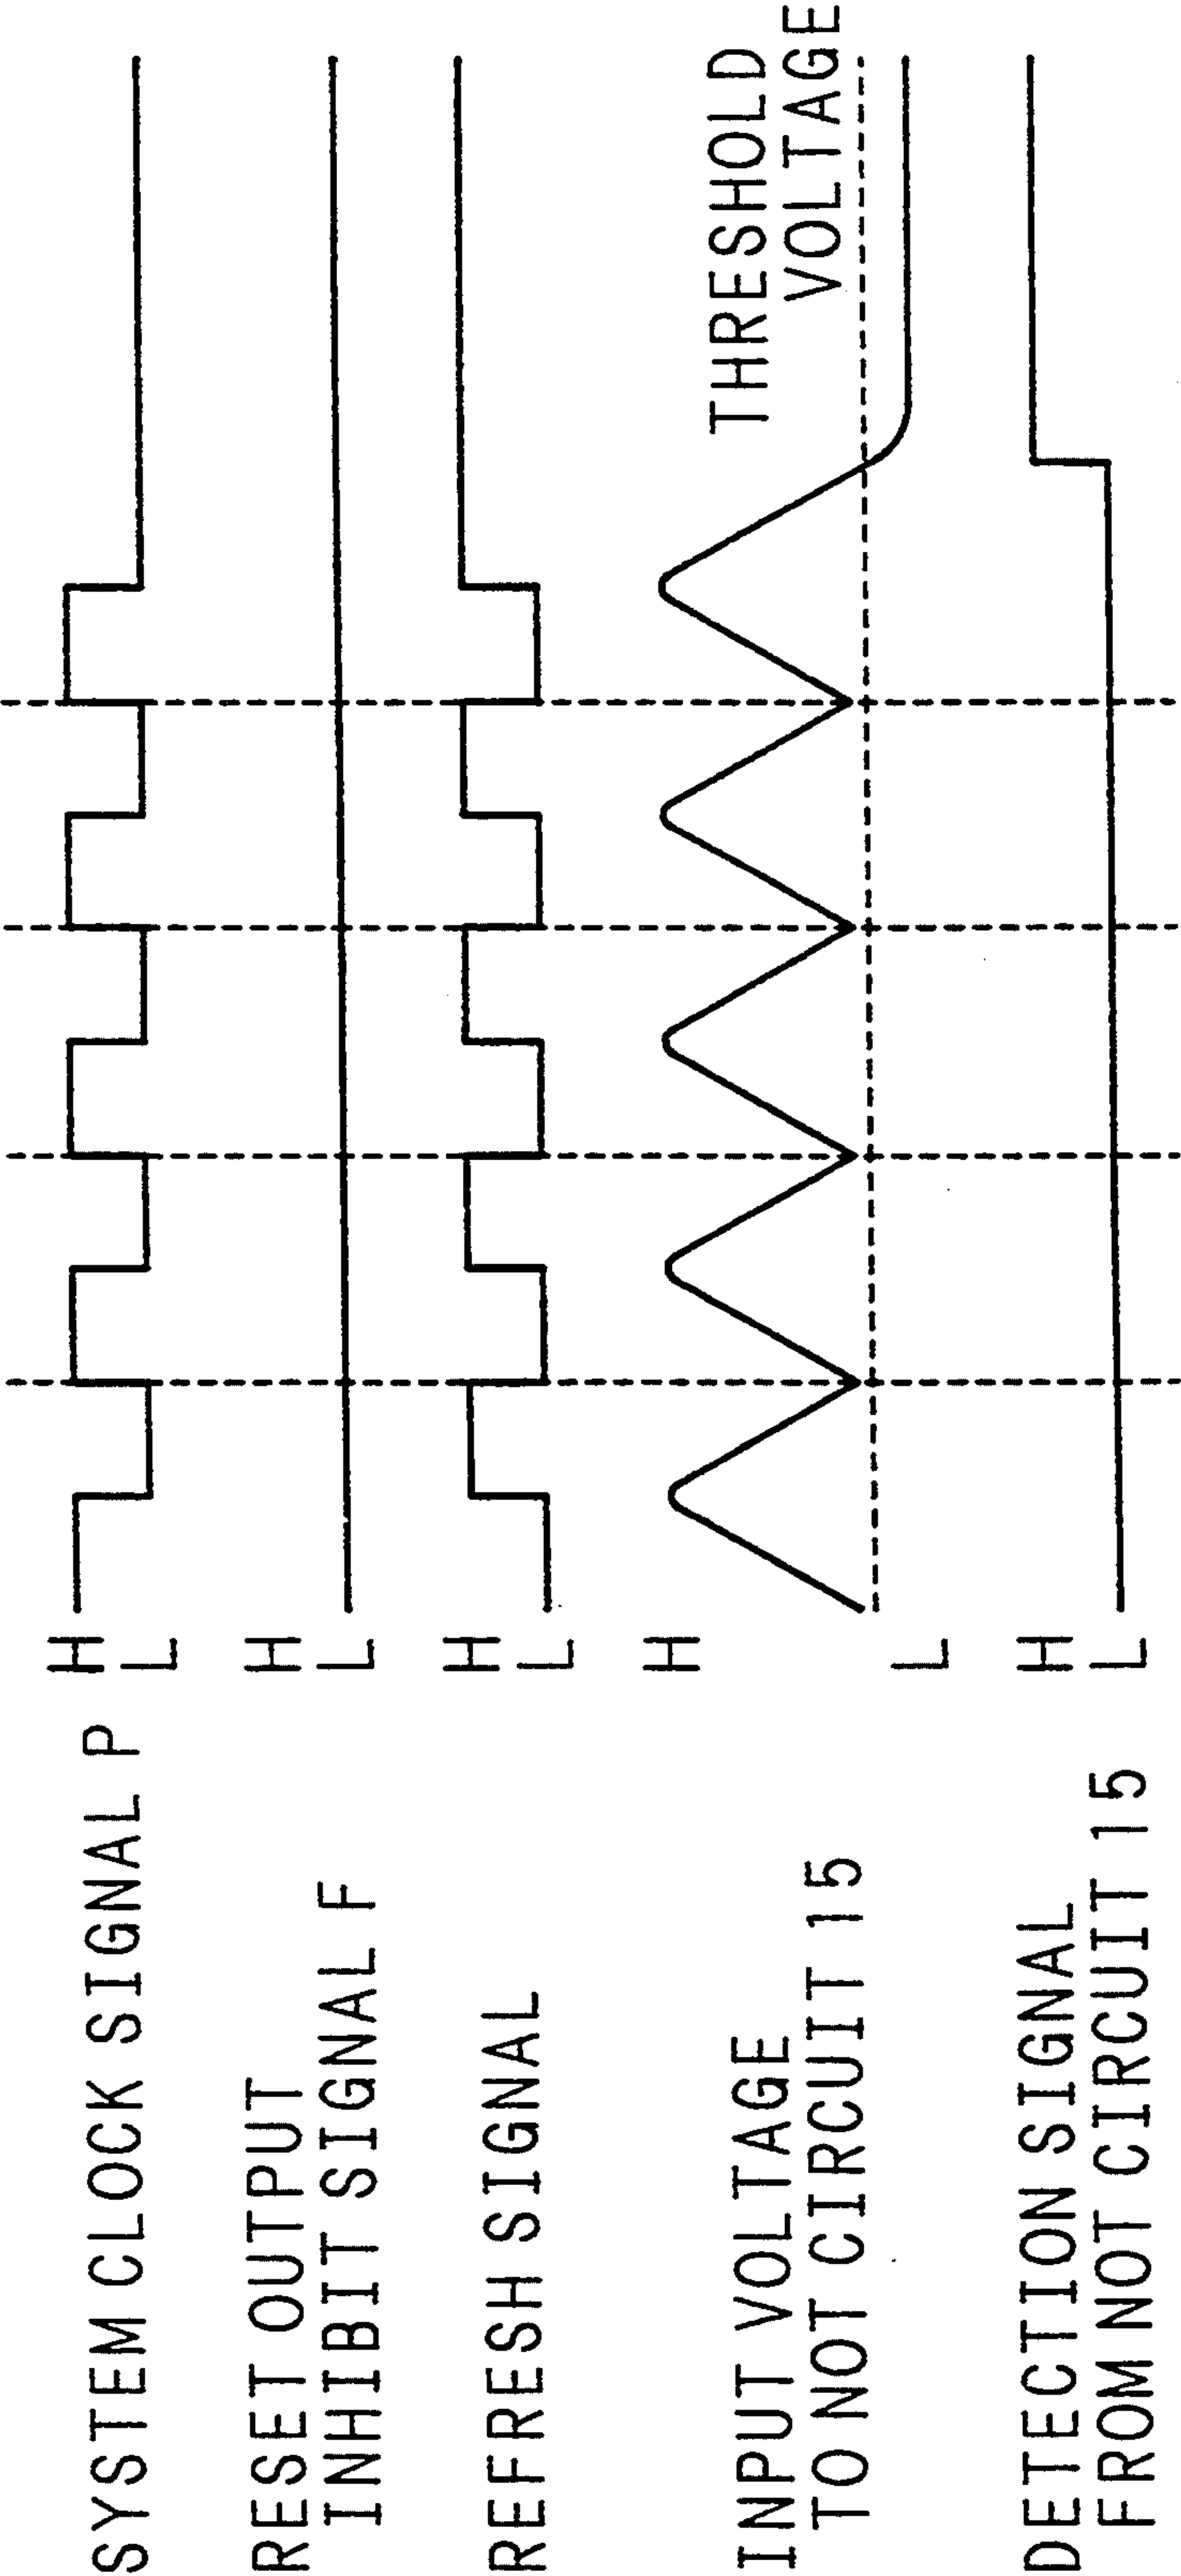 SYSTEM CLOCK SIGNAL P
H
L
RESET OUTPUT
INHIBIT SIGNAL F
H
L
REFRESH SIGNAL
H
L
INPUT VOLTAGE
TO NOT CIRCUIT 15
H
L
THRESHOLD
VOLTAGE
DETECTION SIGNAL
FROM NOT CIRCUIT 15
H
L